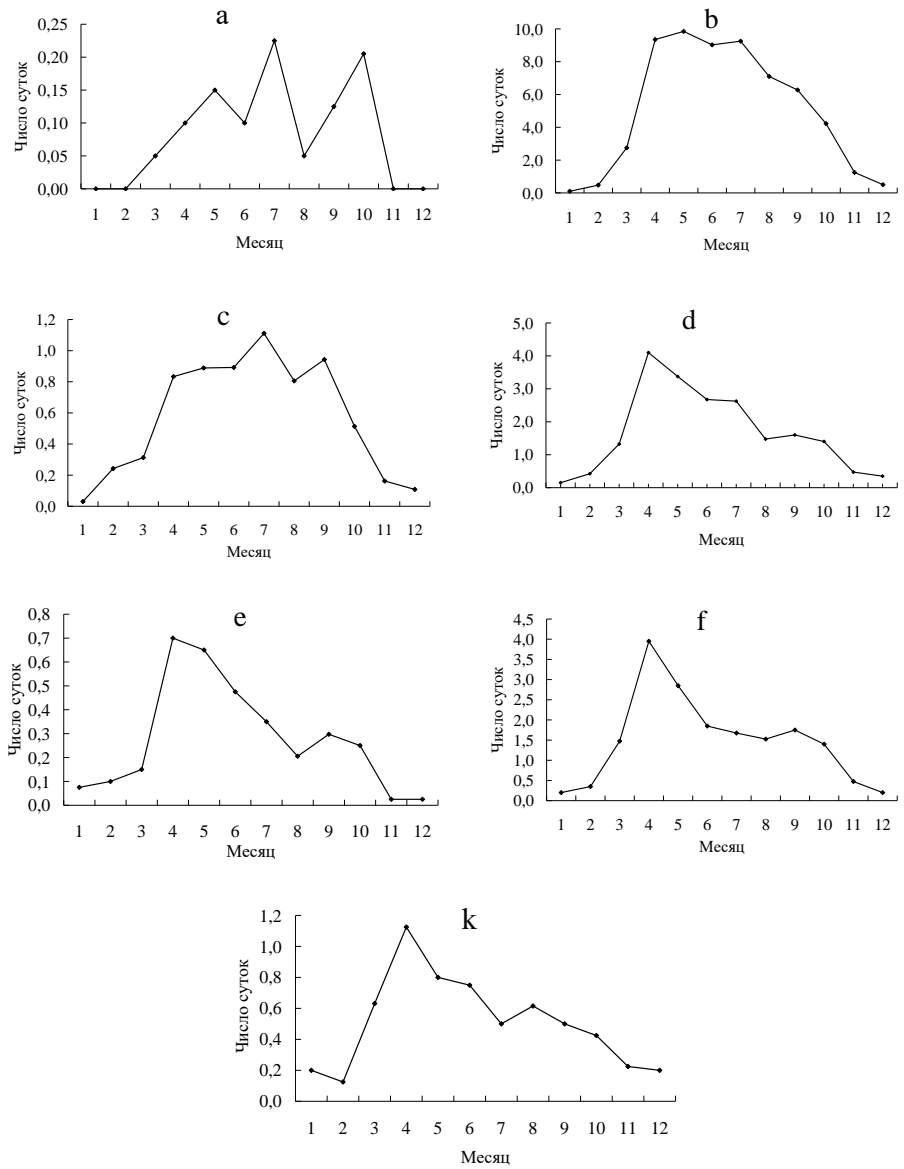 a
Число суток
0,25
0,20
0,15
0,10
0,05
0,00
1 2 3 4 5 6 7 8 9 10 11 12
Месяц
b
Число суток
10,0
8,0
6,0
4,0
2,0
0,0
1 2 3 4 5 6 7 8 9 10 11 12
Месяц
c
Число суток
1,2
1,0
0,8
0,6
0,4
0,2
0,0
1 2 3 4 5 6 7 8 9 10 11 12
Месяц
d
Число суток
5,0
4,0
3,0
2,0
1,0
0,0
1 2 3 4 5 6 7 8 9 10 11 12
Месяц
e
Число суток
0,8
0,7
0,6
0,5
0,4
0,3
0,2
0,1
0,0
1 2 3 4 5 6 7 8 9 10 11 12
Месяц
f
Число суток
4,5
4,0
3,5
3,0
2,5
2,0
1,5
1,0
0,5
0,0
1 2 3 4 5 6 7 8 9 10 11 12
Месяц
k
Число суток
1,2
1,0
0,8
0,6
0,4
0,2
0,0
1 2 3 4 5 6 7 8 9 10 11 12
Месяц